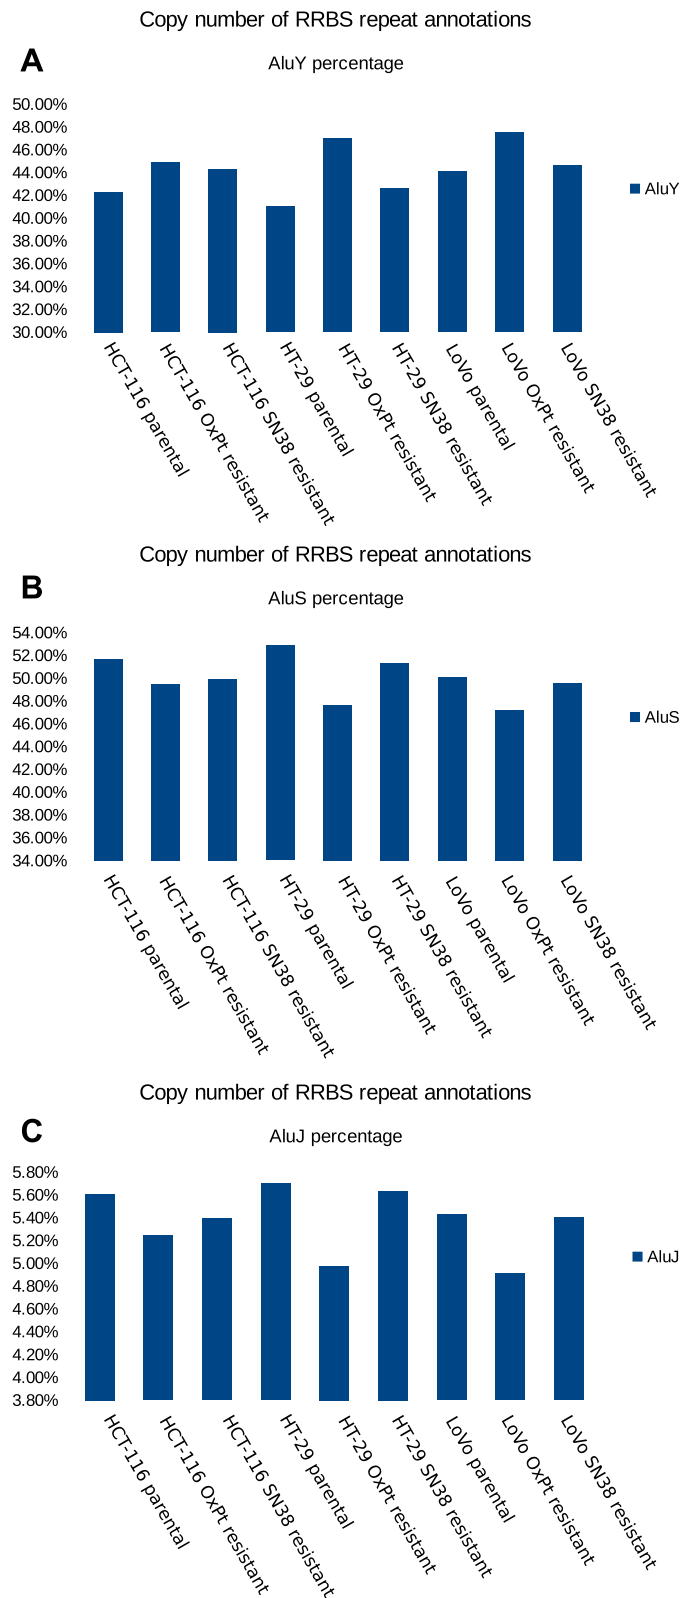 Copy number of RRBS repeat annotations
A
AluY percentage
50.00%
48.00%
46.00%
44.00%
42.00%
40.00%
38.00%
36.00%
34.00%
32.00%
30.00%
AluY
HCT-116 parental
HCT-116 OxPt resistant
HCT-116 SN38 resistant
HT-29 parental
HT-29 OxPt resistant
HT-29 SN38 resistant
LoVo parental
LoVo OxPt resistant
LoVo SN38 resistant
Copy number of RRBS repeat annotations
B
AluS percentage
54.00%
52.00%
50.00%
48.00%
46.00%
44.00%
42.00%
40.00%
38.00%
36.00%
34.00%
AluS
HCT-116 parental
HCT-116 OxPt resistant
HCT-116 SN38 resistant
HT-29 parental
HT-29 OxPt resistant
HT-29 SN38 resistant
LoVo parental
LoVo OxPt resistant
LoVo SN38 resistant
Copy number of RRBS repeat annotations
C
AluJ percentage
5.80%
5.60%
5.40%
5.20%
5.00%
4.80%
4.60%
4.40%
4.20%
4.00%
3.80%
AluJ
HCT-116 parental
HCT-116 OxPt resistant
HCT-116 SN38 resistant
HT-29 parental
HT-29 OxPt resistant
HT-29 SN38 resistant
LoVo parental
LoVo OxPt resistant
LoVo SN38 resistant